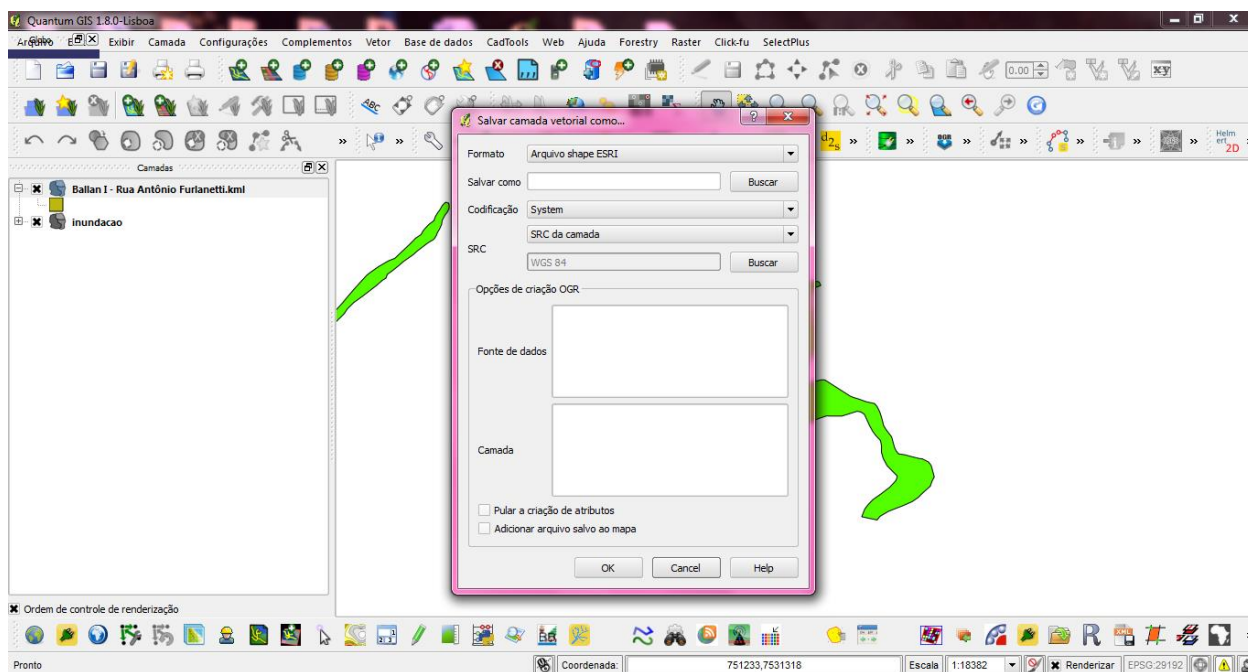 Quantum GIS 1.8.0-Lisboa
Exibir Camada Configurações Complementos Vetor Base de dados CadTools Web Ajuda Forestry Raster Click-fu SelectPlus
0.00
xy
ABC
Salvar camada vetorial como...
Formato Arquivo shape ESRI
Salvar como Buscar
Codificação System
SRC da camada
SRC
WGS 84 Buscar
Opções de criação OGR
Fonte de dados
Camada
Pular a criação de atributos
Adicionar arquivo salvo ao mapa
OK Cancel Help
Camadas
Ballan I - Rua Antônio Furlanetti.kml
inundacao
Ordem de controle de renderização
Pronto
Coordenada: 751233,7531318 Escala 1:18382 Renderizar EPSG:29192